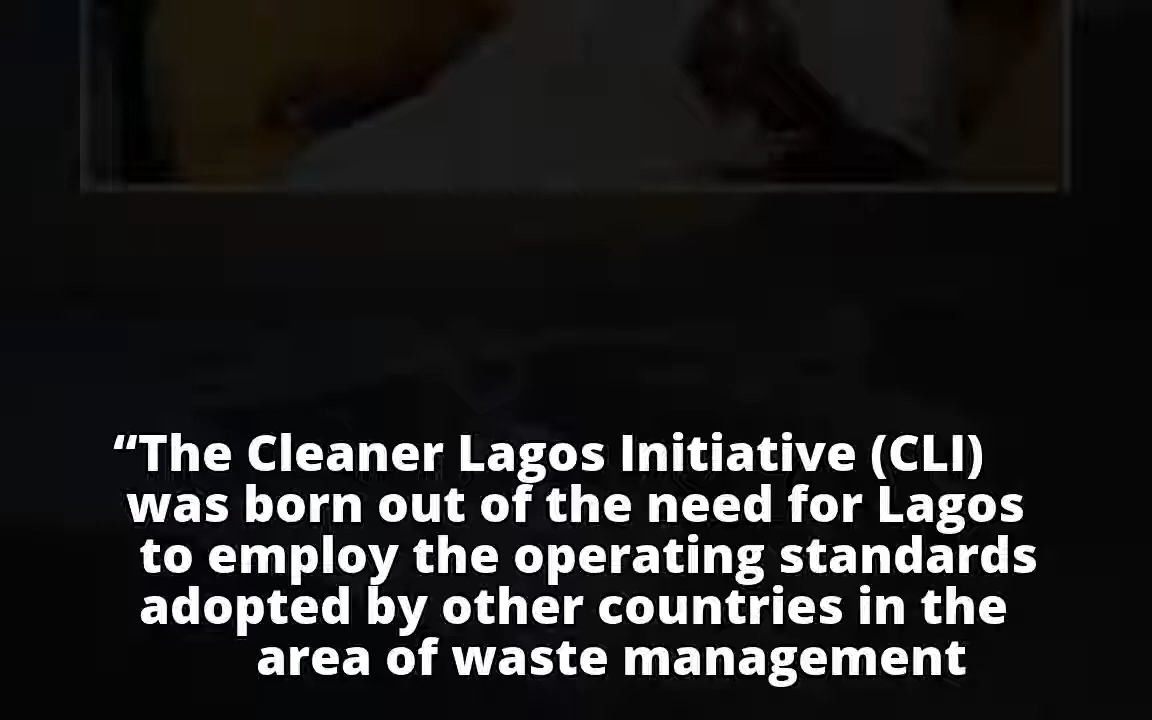 “The Cleaner Lagos Initiative (CLI)
was born out of the need for Lagos
to employ the operating standards
adopted by other countries in the
area of waste management